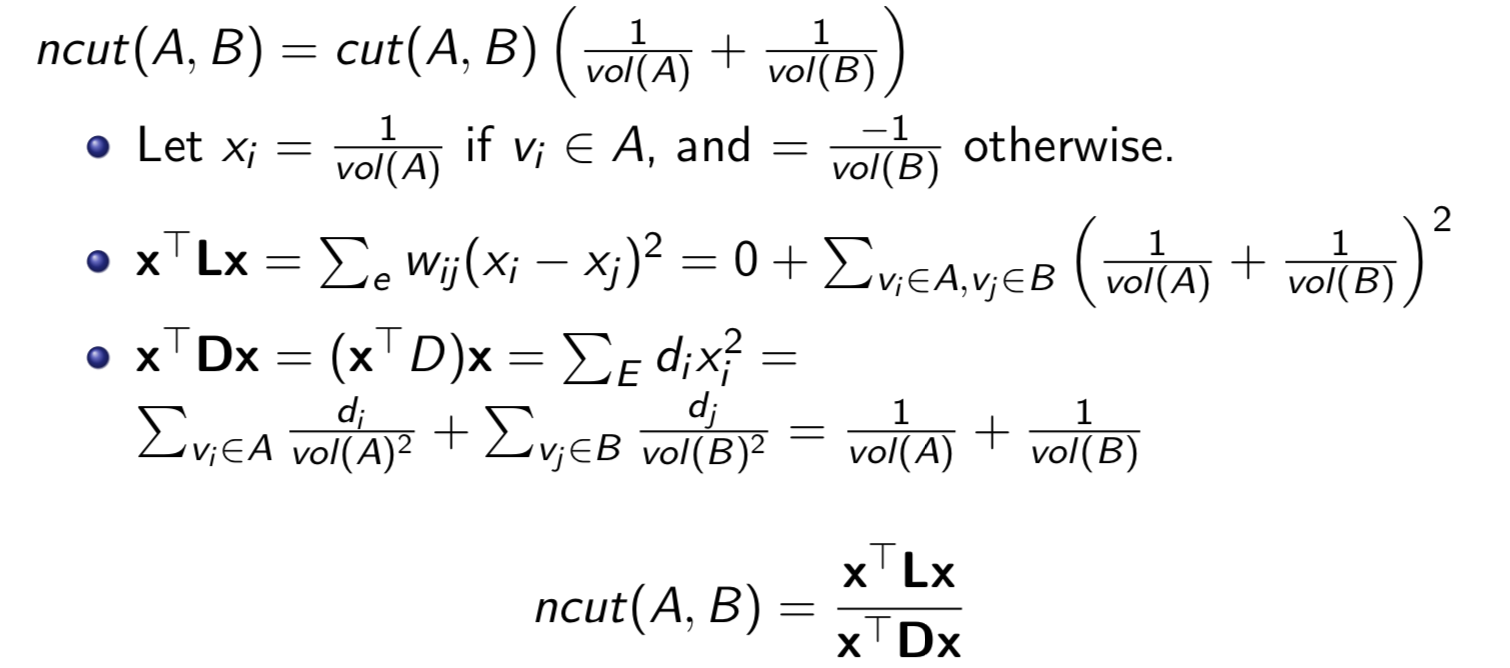 ncut(A, B) = cut(A, B) ( 1/vol(A) + 1/vol(B) )
• Let x_i = 1/vol(A) if v_i ∈ A, and = −1/vol(B) otherwise.
• x^⊤Lx = ∑_e w_ij(x_i − x_j)^2 = 0 + ∑_{v_i∈A,v_j∈B} ( 1/vol(A) + 1/vol(B) )^2
• x^⊤Dx = (x^⊤D)x = ∑_E d_i x_i^2 =
∑_{v_i∈A} d_i/vol(A)^2 + ∑_{v_j∈B} d_j/vol(B)^2 = 1/vol(A) + 1/vol(B)
ncut(A, B) = x^⊤Lx / x^⊤Dx